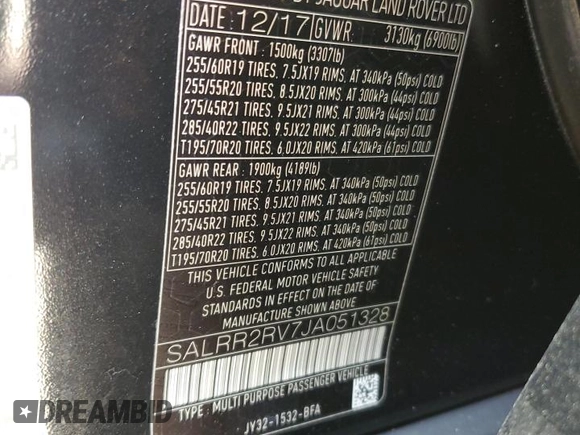 JAGUAR LAND ROVER LTD
DATE: 12/17 GVWR: 3130kg (6900lb)
GAWR FRONT : 1500kg (3307lb)
255/60R19 TIRES, 7.5JX19 RIMS, AT 340kPa (50psi) COLD
255/55R20 TIRES, 8.5JX20 RIMS, AT 300kPa (44psi) COLD
275/45R21 TIRES, 9.5JX21 RIMS, AT 300kPa (44psi) COLD
285/40R22 TIRES, 9.5JX22 RIMS, AT 300kPa (44psi) COLD
T195/70R20 TIRES, 6.0JX20 RIMS, AT 420kPa (61psi) COLD
GAWR REAR : 1900kg (4189lb)
255/60R19 TIRES, 7.5JX19 RIMS, AT 340kPa (50psi) COLD
255/55R20 TIRES, 8.5JX20 RIMS, AT 340kPa (50psi) COLD
275/45R21 TIRES, 9.5JX21 RIMS, AT 340kPa (50psi) COLD
285/40R22 TIRES, 9.5JX22 RIMS, AT 340kPa (50psi) COLD
T195/70R20 TIRES, 6.0JX20 RIMS, AT 420kPa (61psi) COLD
THIS VEHICLE CONFORMS TO ALL APPLICABLE
U.S. FEDERAL MOTOR VEHICLE SAFETY
STANDARDS IN EFFECT ON THE DATE OF
MANUFACTURE SHOWN ABOVE.
SALRR2RV7JA051328
TYPE: MULTI PURPOSE PASSENGER VEHICLE
JY32-1532-BFA
DIDBID.COM